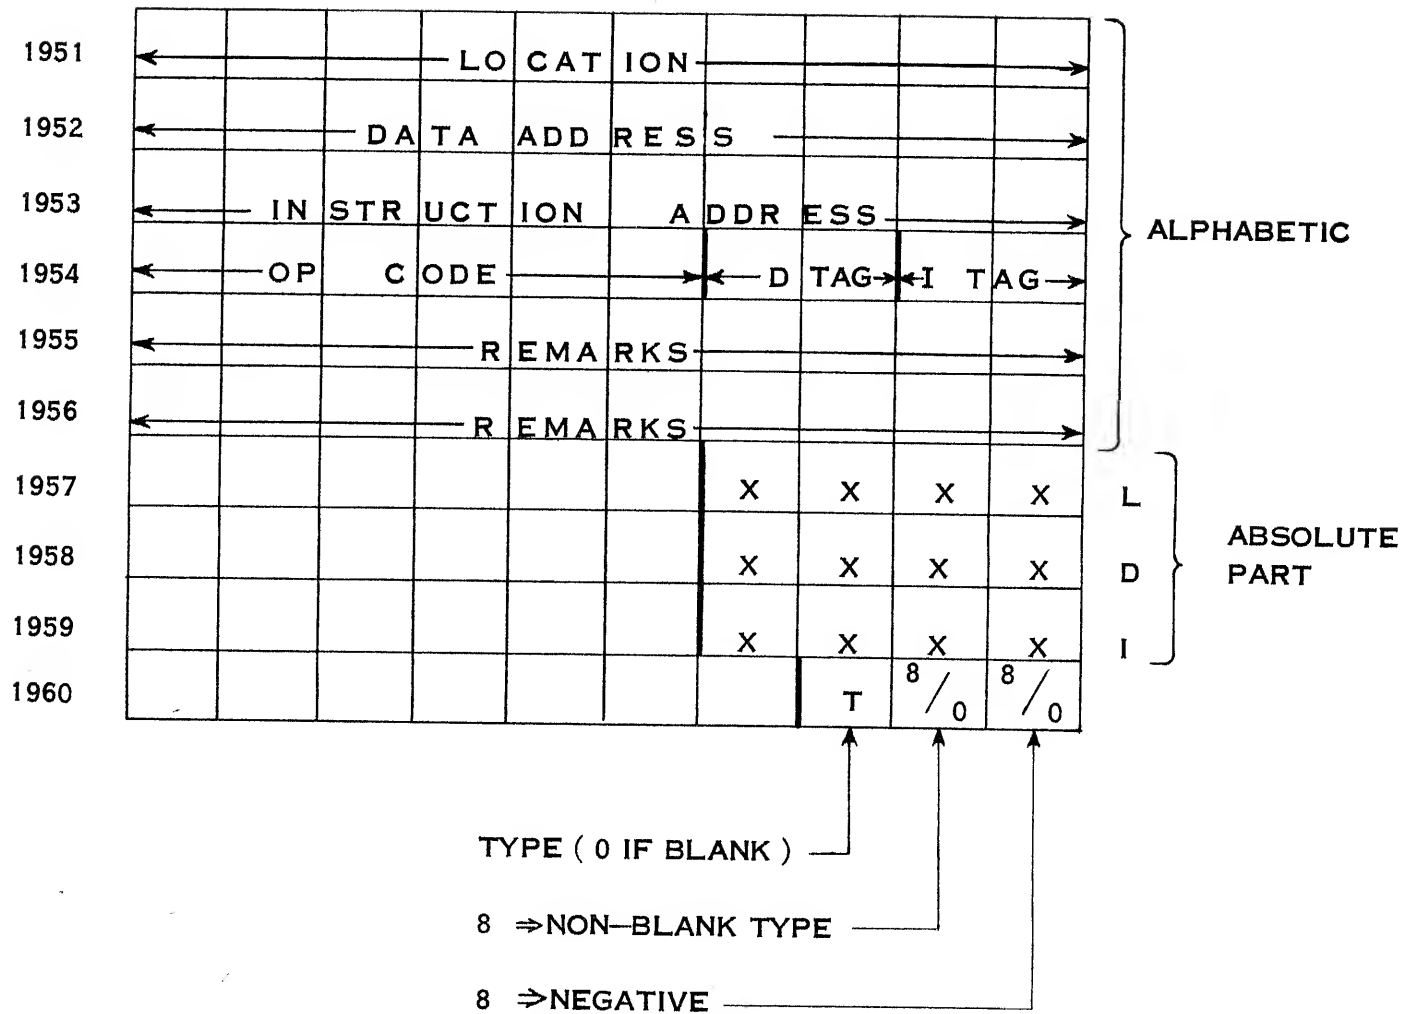 1951 LOCATION
1952 DATA ADDRESS
1953 INSTRUCTION ADDRESS
ALPHABETIC
1954 OP CODE D TAG I TAG
1955 REMARKS
1956 REMARKS
1957 X X X X L
ABSOLUTE
PART
1958 X X X X D
1959 X X X X I
1960 T 8/0 8/0
TYPE ( 0 IF BLANK )
8 ⇒NON–BLANK TYPE
8 ⇒NEGATIVE